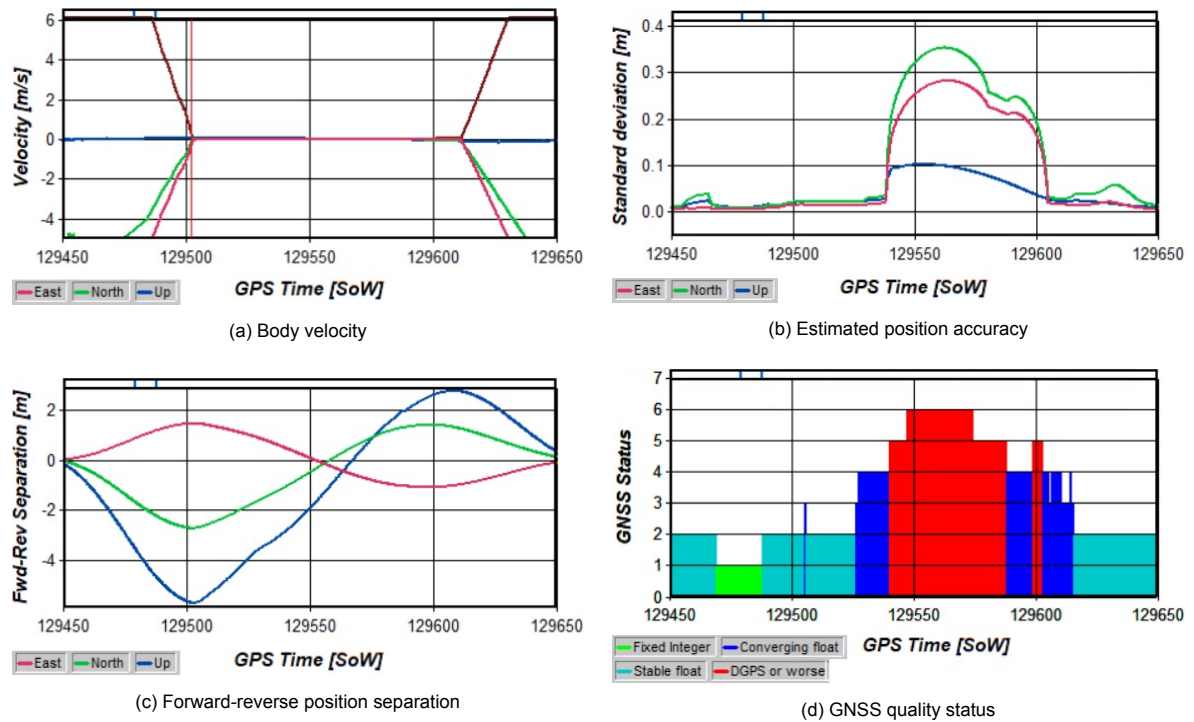 Velocity [m/s]
6
4
2
0
-2
-4
129450 129500 129550 129600 129650
East North Up GPS Time [SoW]
(a) Body velocity
Standard deviation [m]
0.4
0.3
0.2
0.1
0.0
129450 129500 129550 129600 129650
East North Up GPS Time [SoW]
(b) Estimated position accuracy
Fwd-Rev Separation [m]
2
0
-2
-4
129450 129500 129550 129600 129650
East North Up GPS Time [SoW]
(c) Forward-reverse position separation
GNSS Status
7
6
5
4
3
2
1
0
129450 129500 129550 129600 129650
GPS Time [SoW]
Fixed Integer Converging float
Stable float DGPS or worse
(d) GNSS quality status